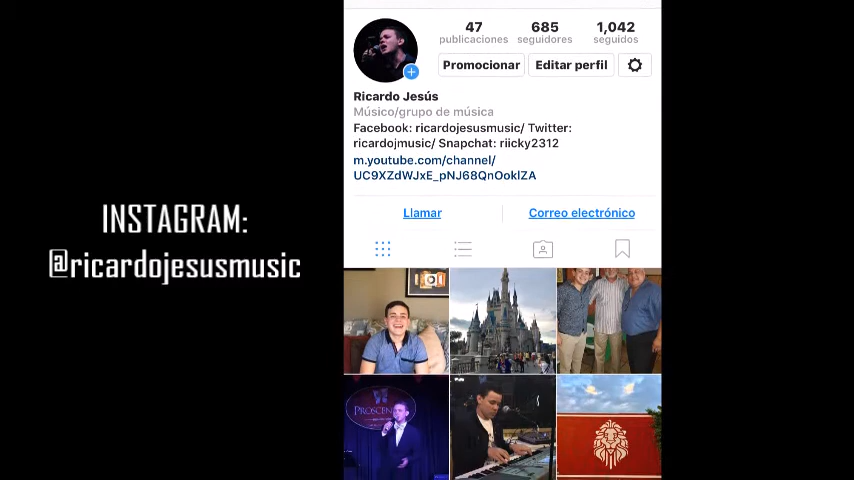 INSTAGRAM:
@ricardojesusmusic
47 685 1,042
publicaciones seguidores seguidos
Promocionar Editar perfil
Ricardo Jesús
Músico/grupo de música
Facebook: ricardojesusmusic/ Twitter:
ricardojmusic/ Snapchat: riicky2312
m.youtube.com/channel/
UC9XZdWJxE_pNJ68QnOoklZA
Llamar Correo electrónico